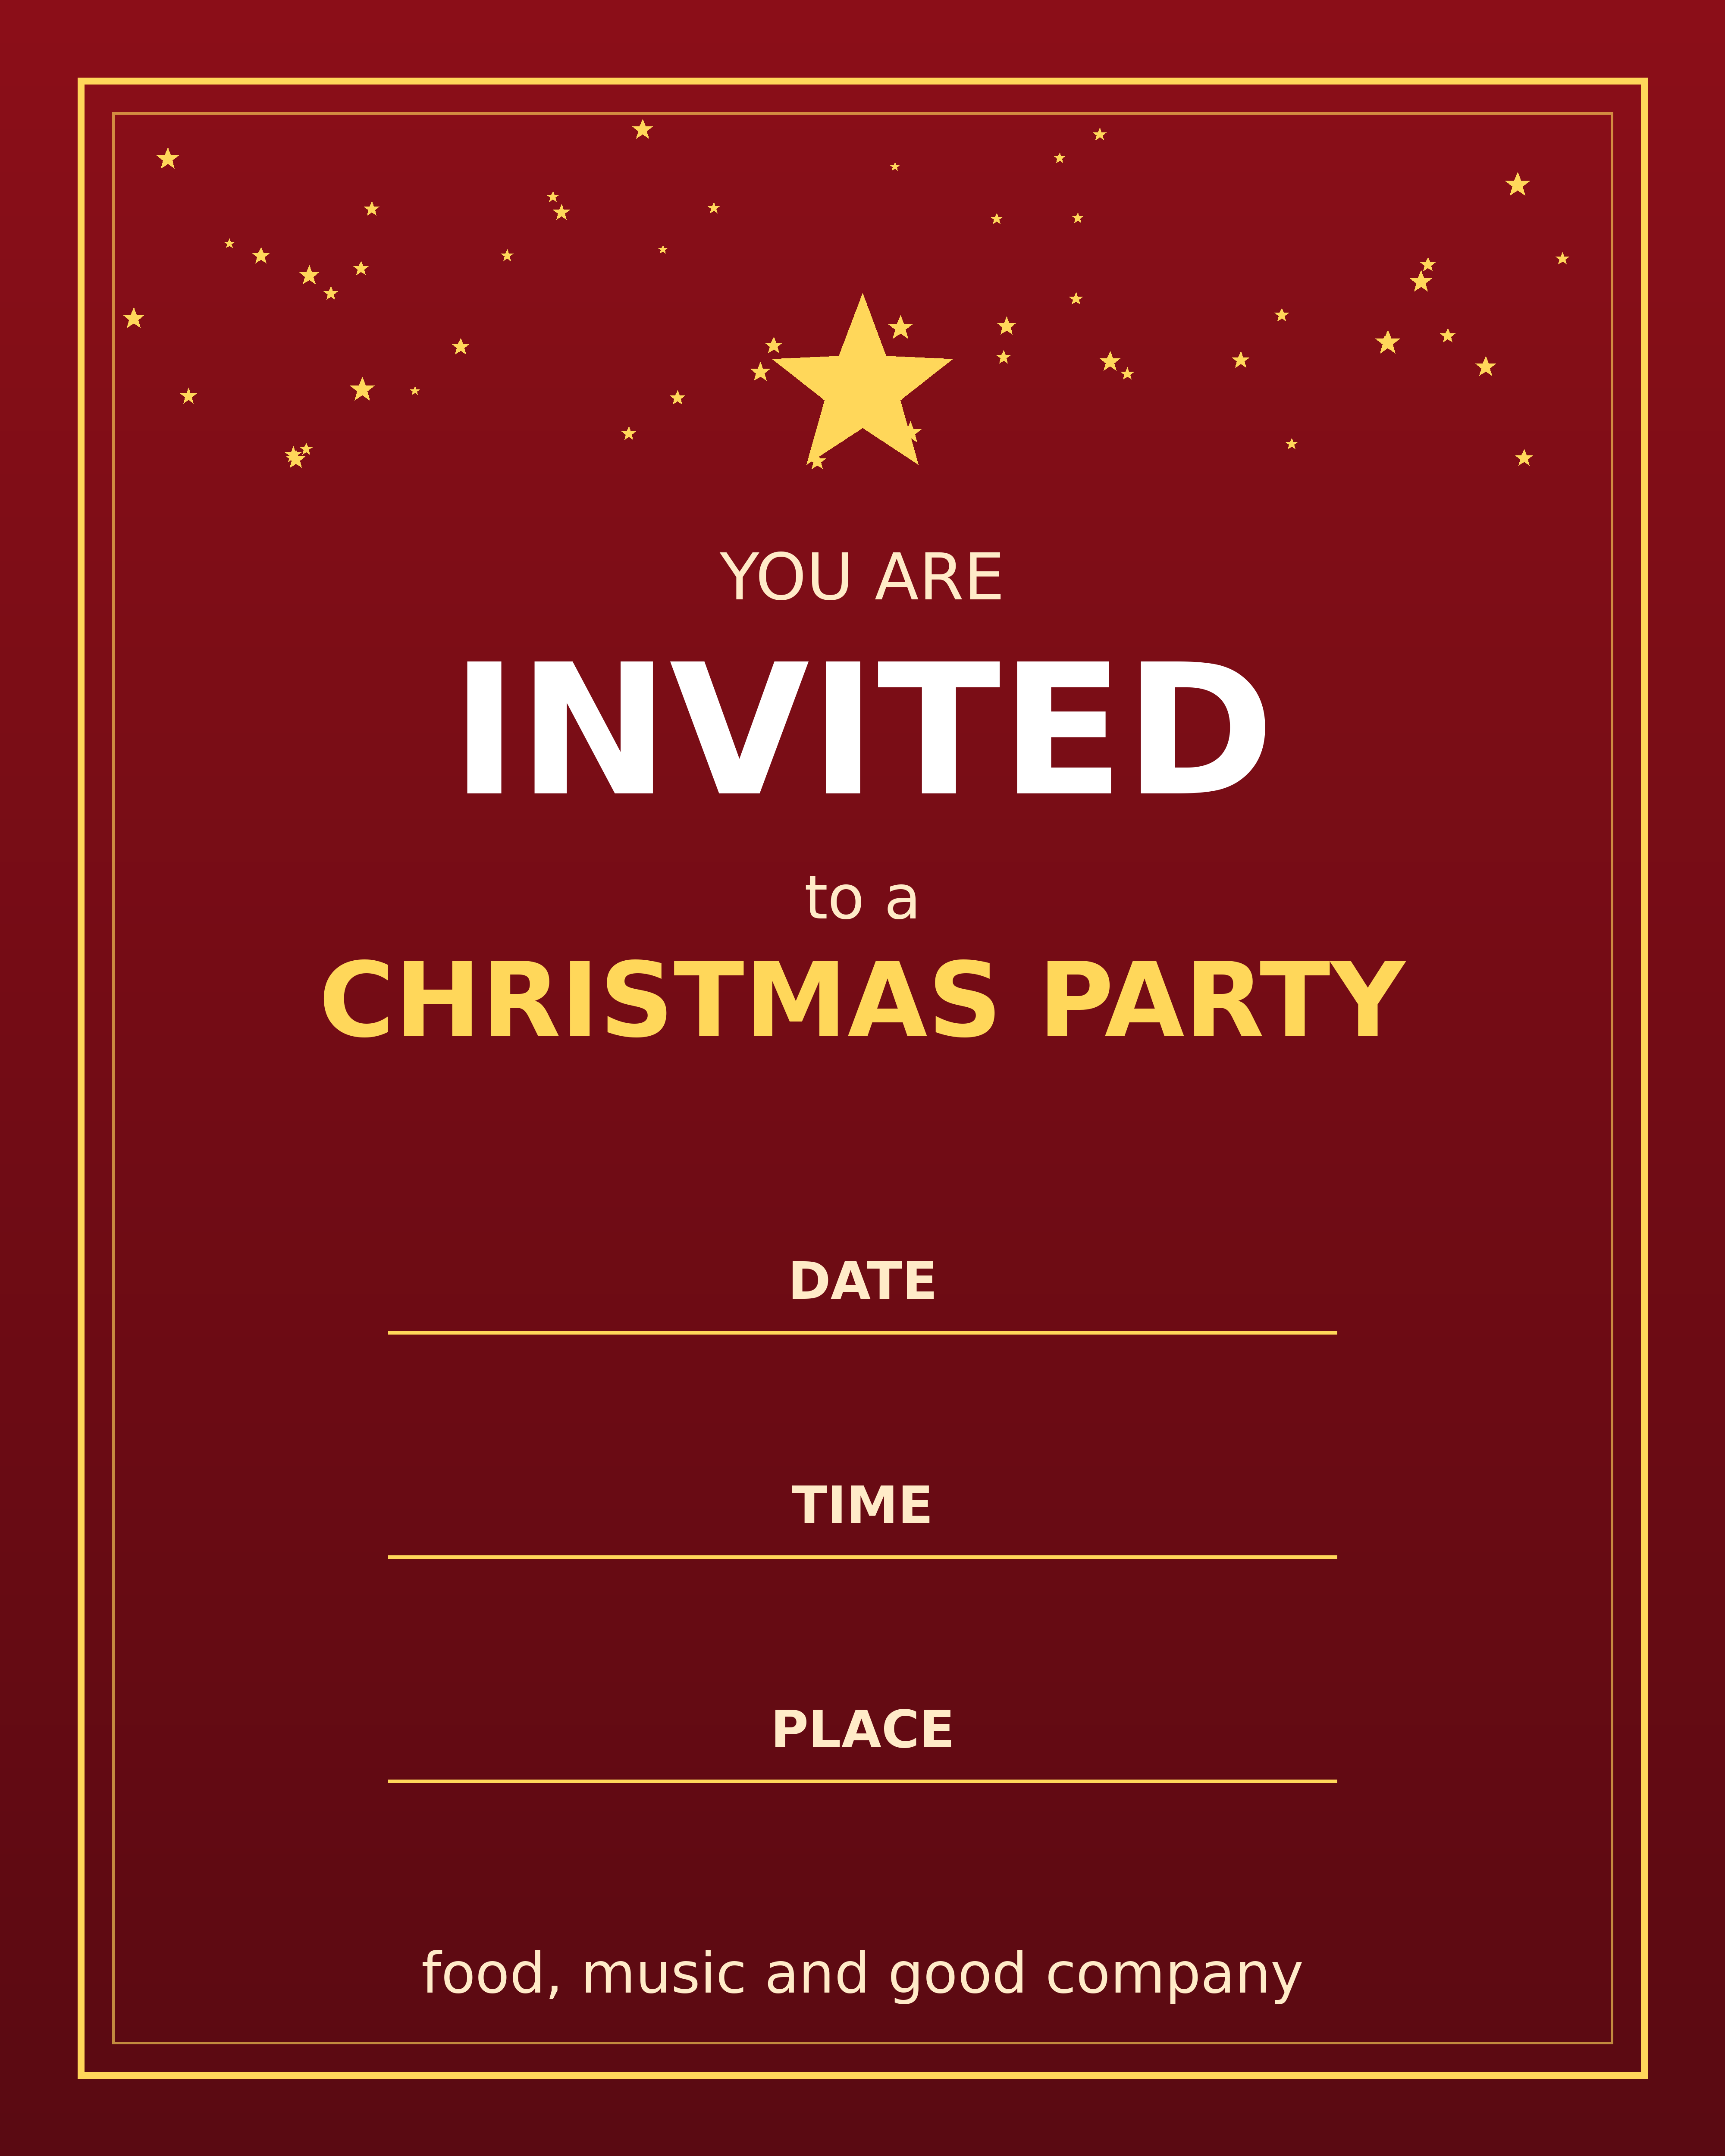 YOU ARE
INVITED
to a
CHRISTMAS PARTY
DATE
TIME
PLACE
food, music and good company